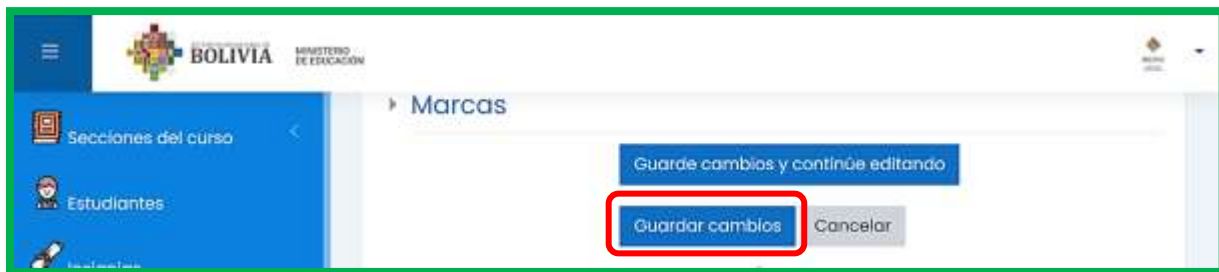 BOLIVIA
MINISTERIO
DE EDUCACIÓN
Secciones del curso
Estudiantes
Marcas
Guarde cambios y continúe editando
Guardar cambios
Cancelar